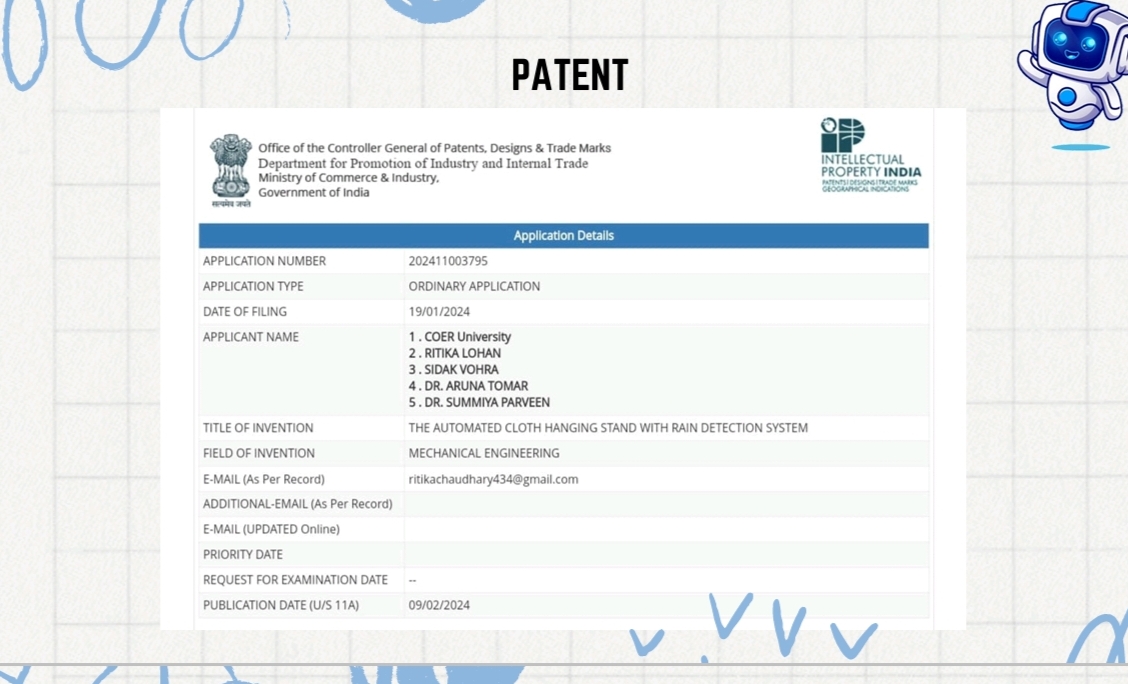 PATENT
Office of the Controller General of Patents, Designs & Trade Marks
Department for Promotion of Industry and Internal Trade
Ministry of Commerce & Industry,
Government of India
सत्यमेव जयते
INTELLECTUAL
PROPERTY INDIA
PATENTS | DESIGNS | TRADE MARKS
GEOGRAPHICAL INDICATIONS
Application Details
APPLICATION NUMBER 202411003795
APPLICATION TYPE ORDINARY APPLICATION
DATE OF FILING 19/01/2024
APPLICANT NAME 1 . COER University
2 . RITIKA LOHAN
3 . SIDAK VOHRA
4 . DR. ARUNA TOMAR
5 . DR. SUMMIYA PARVEEN
TITLE OF INVENTION THE AUTOMATED CLOTH HANGING STAND WITH RAIN DETECTION SYSTEM
FIELD OF INVENTION MECHANICAL ENGINEERING
E-MAIL (As Per Record) ritikachaudhary434@gmail.com
ADDITIONAL-EMAIL (As Per Record)
E-MAIL (UPDATED Online)
PRIORITY DATE
REQUEST FOR EXAMINATION DATE --
PUBLICATION DATE (U/S 11A) 09/02/2024